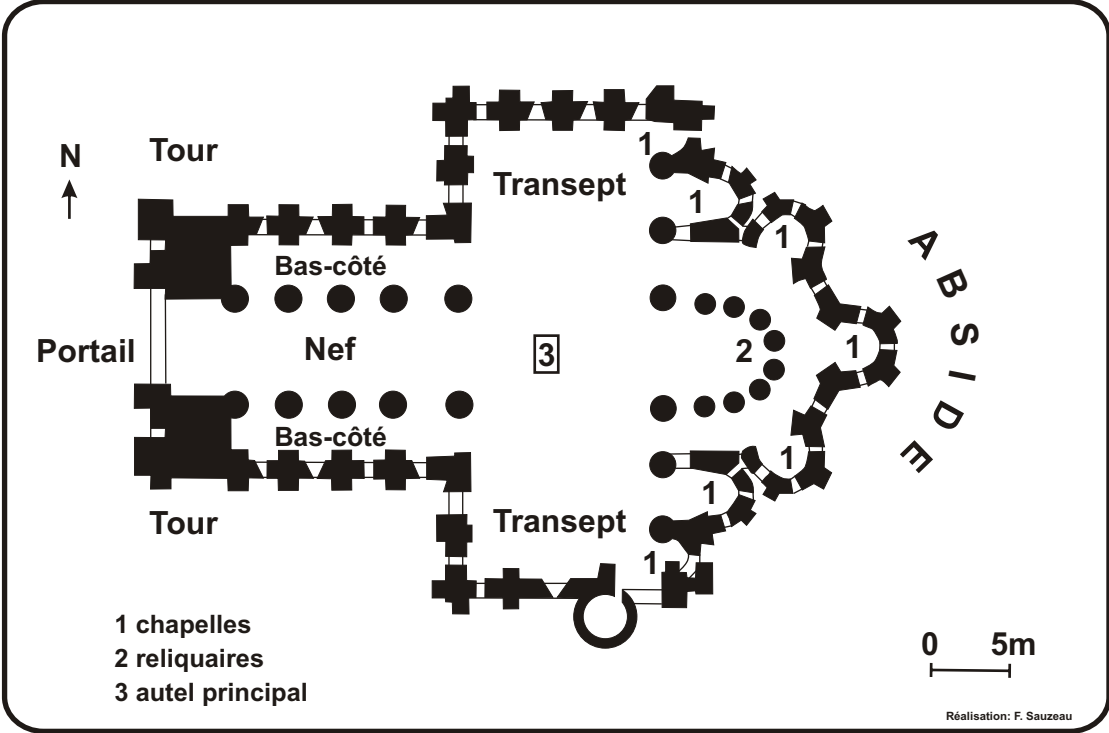 N
Tour
1
Transept
1
1
Bas-côté
Portail
Nef
3
2
1
ABSIDE
Bas-côté
1
1
Tour
Transept
1
1 chapelles
2 reliquaires
3 autel principal
0 5m
Réalisation: F. Sauzeau